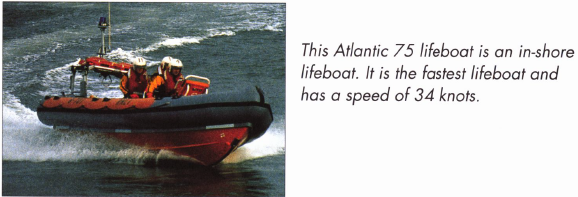 This Atlantic 75 lifeboat is an in-shore
lifeboat. It is the fastest lifeboat and
has a speed of 34 knots.